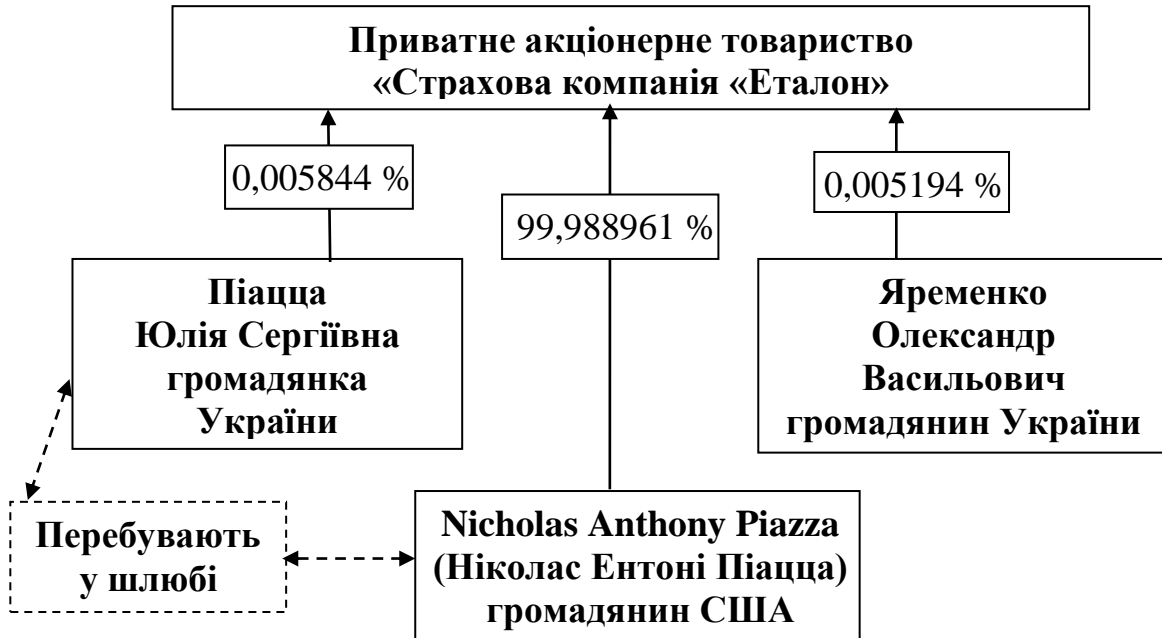 Приватне акціонерне товариство
«Страхова компанія «Еталон»
0,005844 %
99,988961 %
0,005194 %
Піацца
Юлія Сергіївна
громадянка
України
Яременко
Олександр
Васильович
громадянин України
Перебувають
у шлюбі
Nicholas Anthony Piazza
(Ніколас Ентоні Піацца)
громадянин США